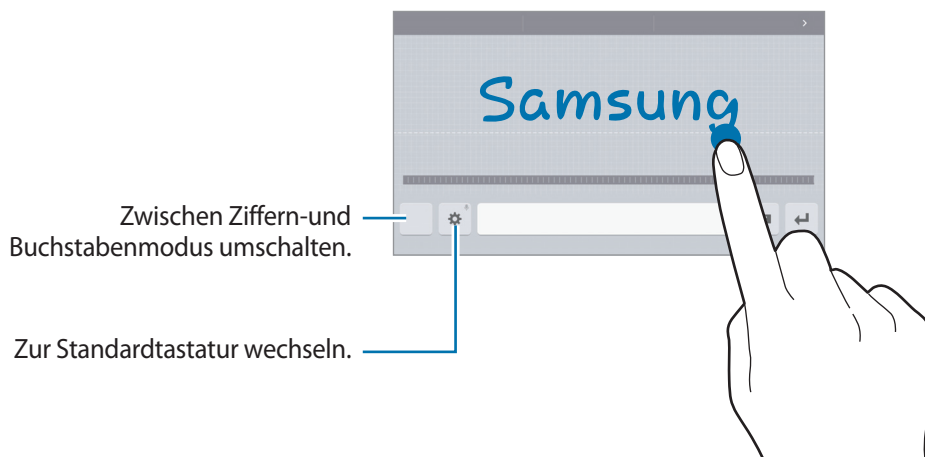 Samsung
Zwischen Ziffern-und
Buchstabenmodus umschalten.
Zur Standardtastatur wechseln.